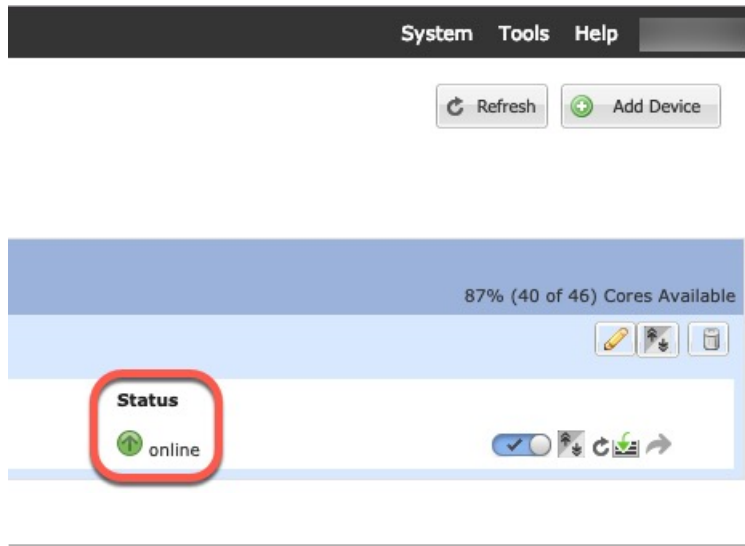 System Tools Help
Refresh Add Device
87% (40 of 46) Cores Available
Status
online